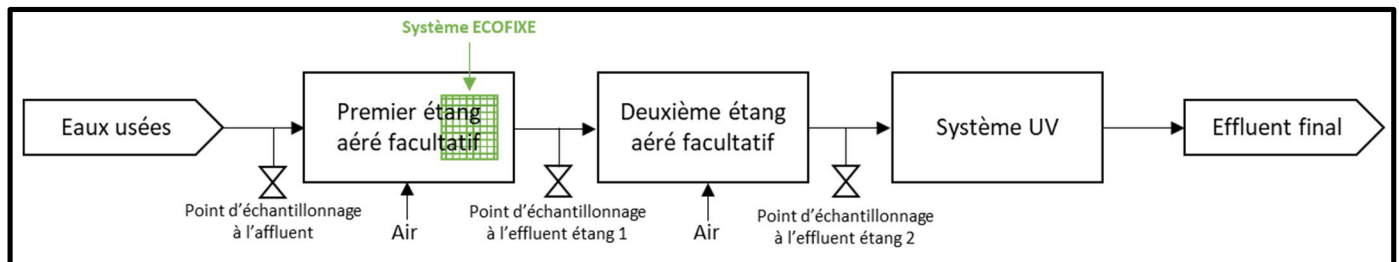 Système ECOFIXE
Eaux usées
Premier étang
aéré facultatif
Deuxième étang
aéré facultatif
Système UV
Effluent final
Point d'échantillonnage
à l'affluent
Air
Point d'échantillonnage
à l'effluent étang 1
Air
Point d'échantillonnage
à l'effluent étang 2